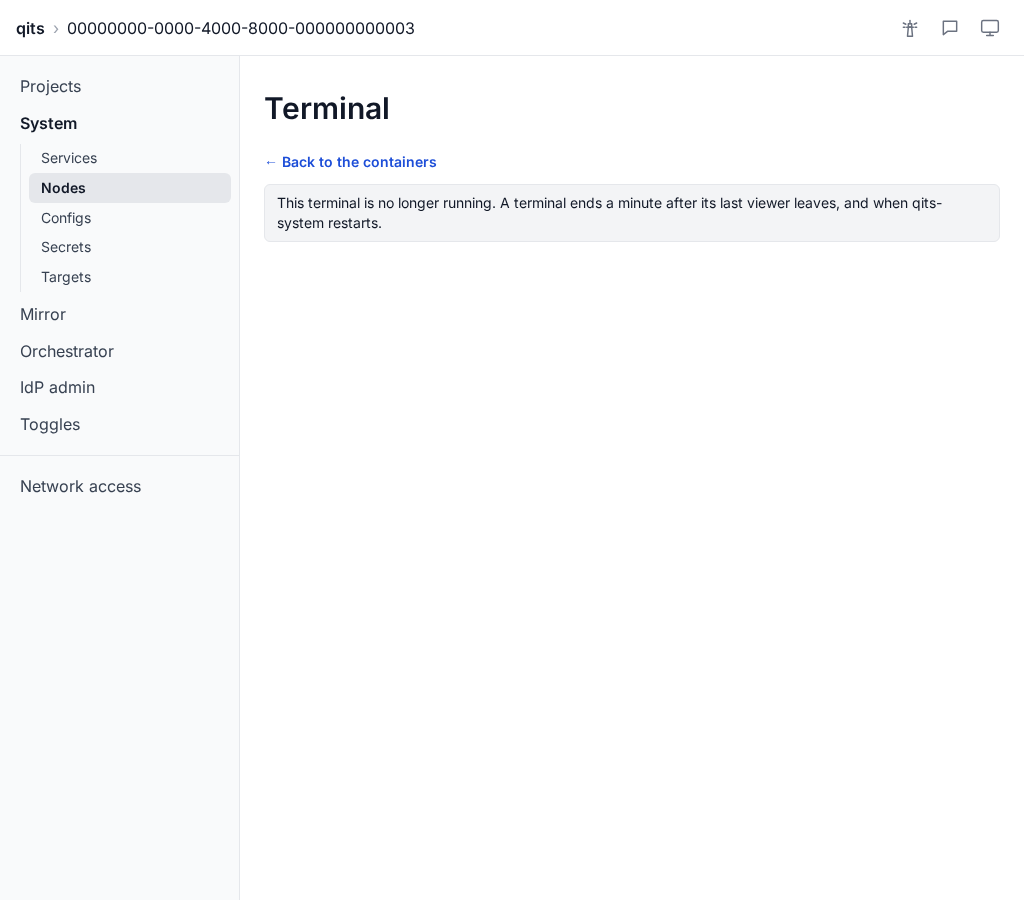 qits › 00000000-0000-4000-8000-000000000003
Projects
System
Services
Nodes
Configs
Secrets
Targets
Mirror
Orchestrator
IdP admin
Toggles
Network access
Terminal
← Back to the containers
This terminal is no longer running. A terminal ends a minute after its last viewer leaves, and when qits-
system restarts.